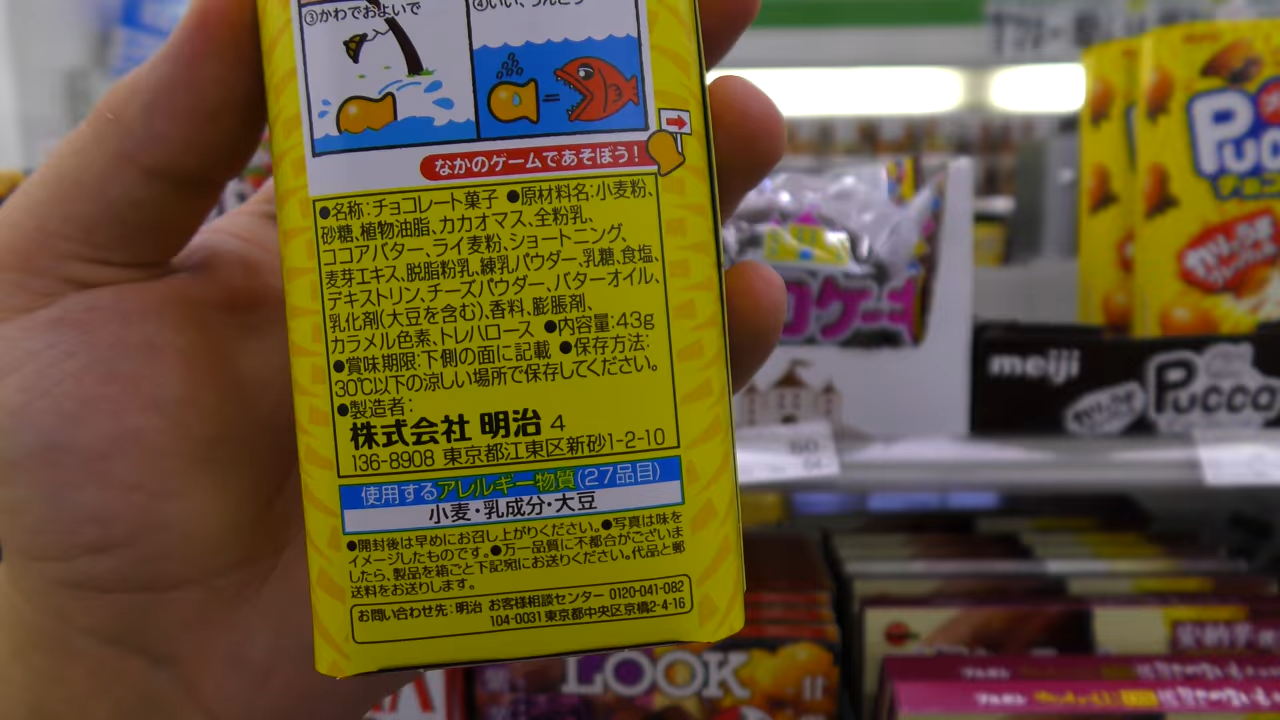 ③かわでおよいで
④いい、うんどう
なかのゲームであそぼう!
●名称:チョコレート菓子 ●原材料名:小麦粉、
砂糖、植物油脂、カカオマス、全粉乳、
ココアバター、ライ麦粉、ショートニング、
麦芽エキス、脱脂粉乳、練乳パウダー、乳糖、食塩、
デキストリン、チーズパウダー、バターオイル、
乳化剤(大豆を含む)、香料、膨脹剤、
カラメル色素、トレハロース ●内容量:43g
●賞味期限:下側の面に記載 ●保存方法:
30℃以下の涼しい場所で保存してください。
●製造者:
株式会社 明治 4
136-8908 東京都江東区新砂1-2-10
使用するアレルギー物質(27品目)
小麦・乳成分・大豆
●開封後は早めにお召し上がりください。●写真は味を
イメージしたものです。●万一品質に不都合がございま
したら、製品を箱ごと下記宛にお送りください。代品と郵
送料をお送りします。
お問い合わせ先:明治 お客様相談センター 0120-041-082
104-0031 東京都中央区京橋2-4-16
meiji
Pucca
LOOK